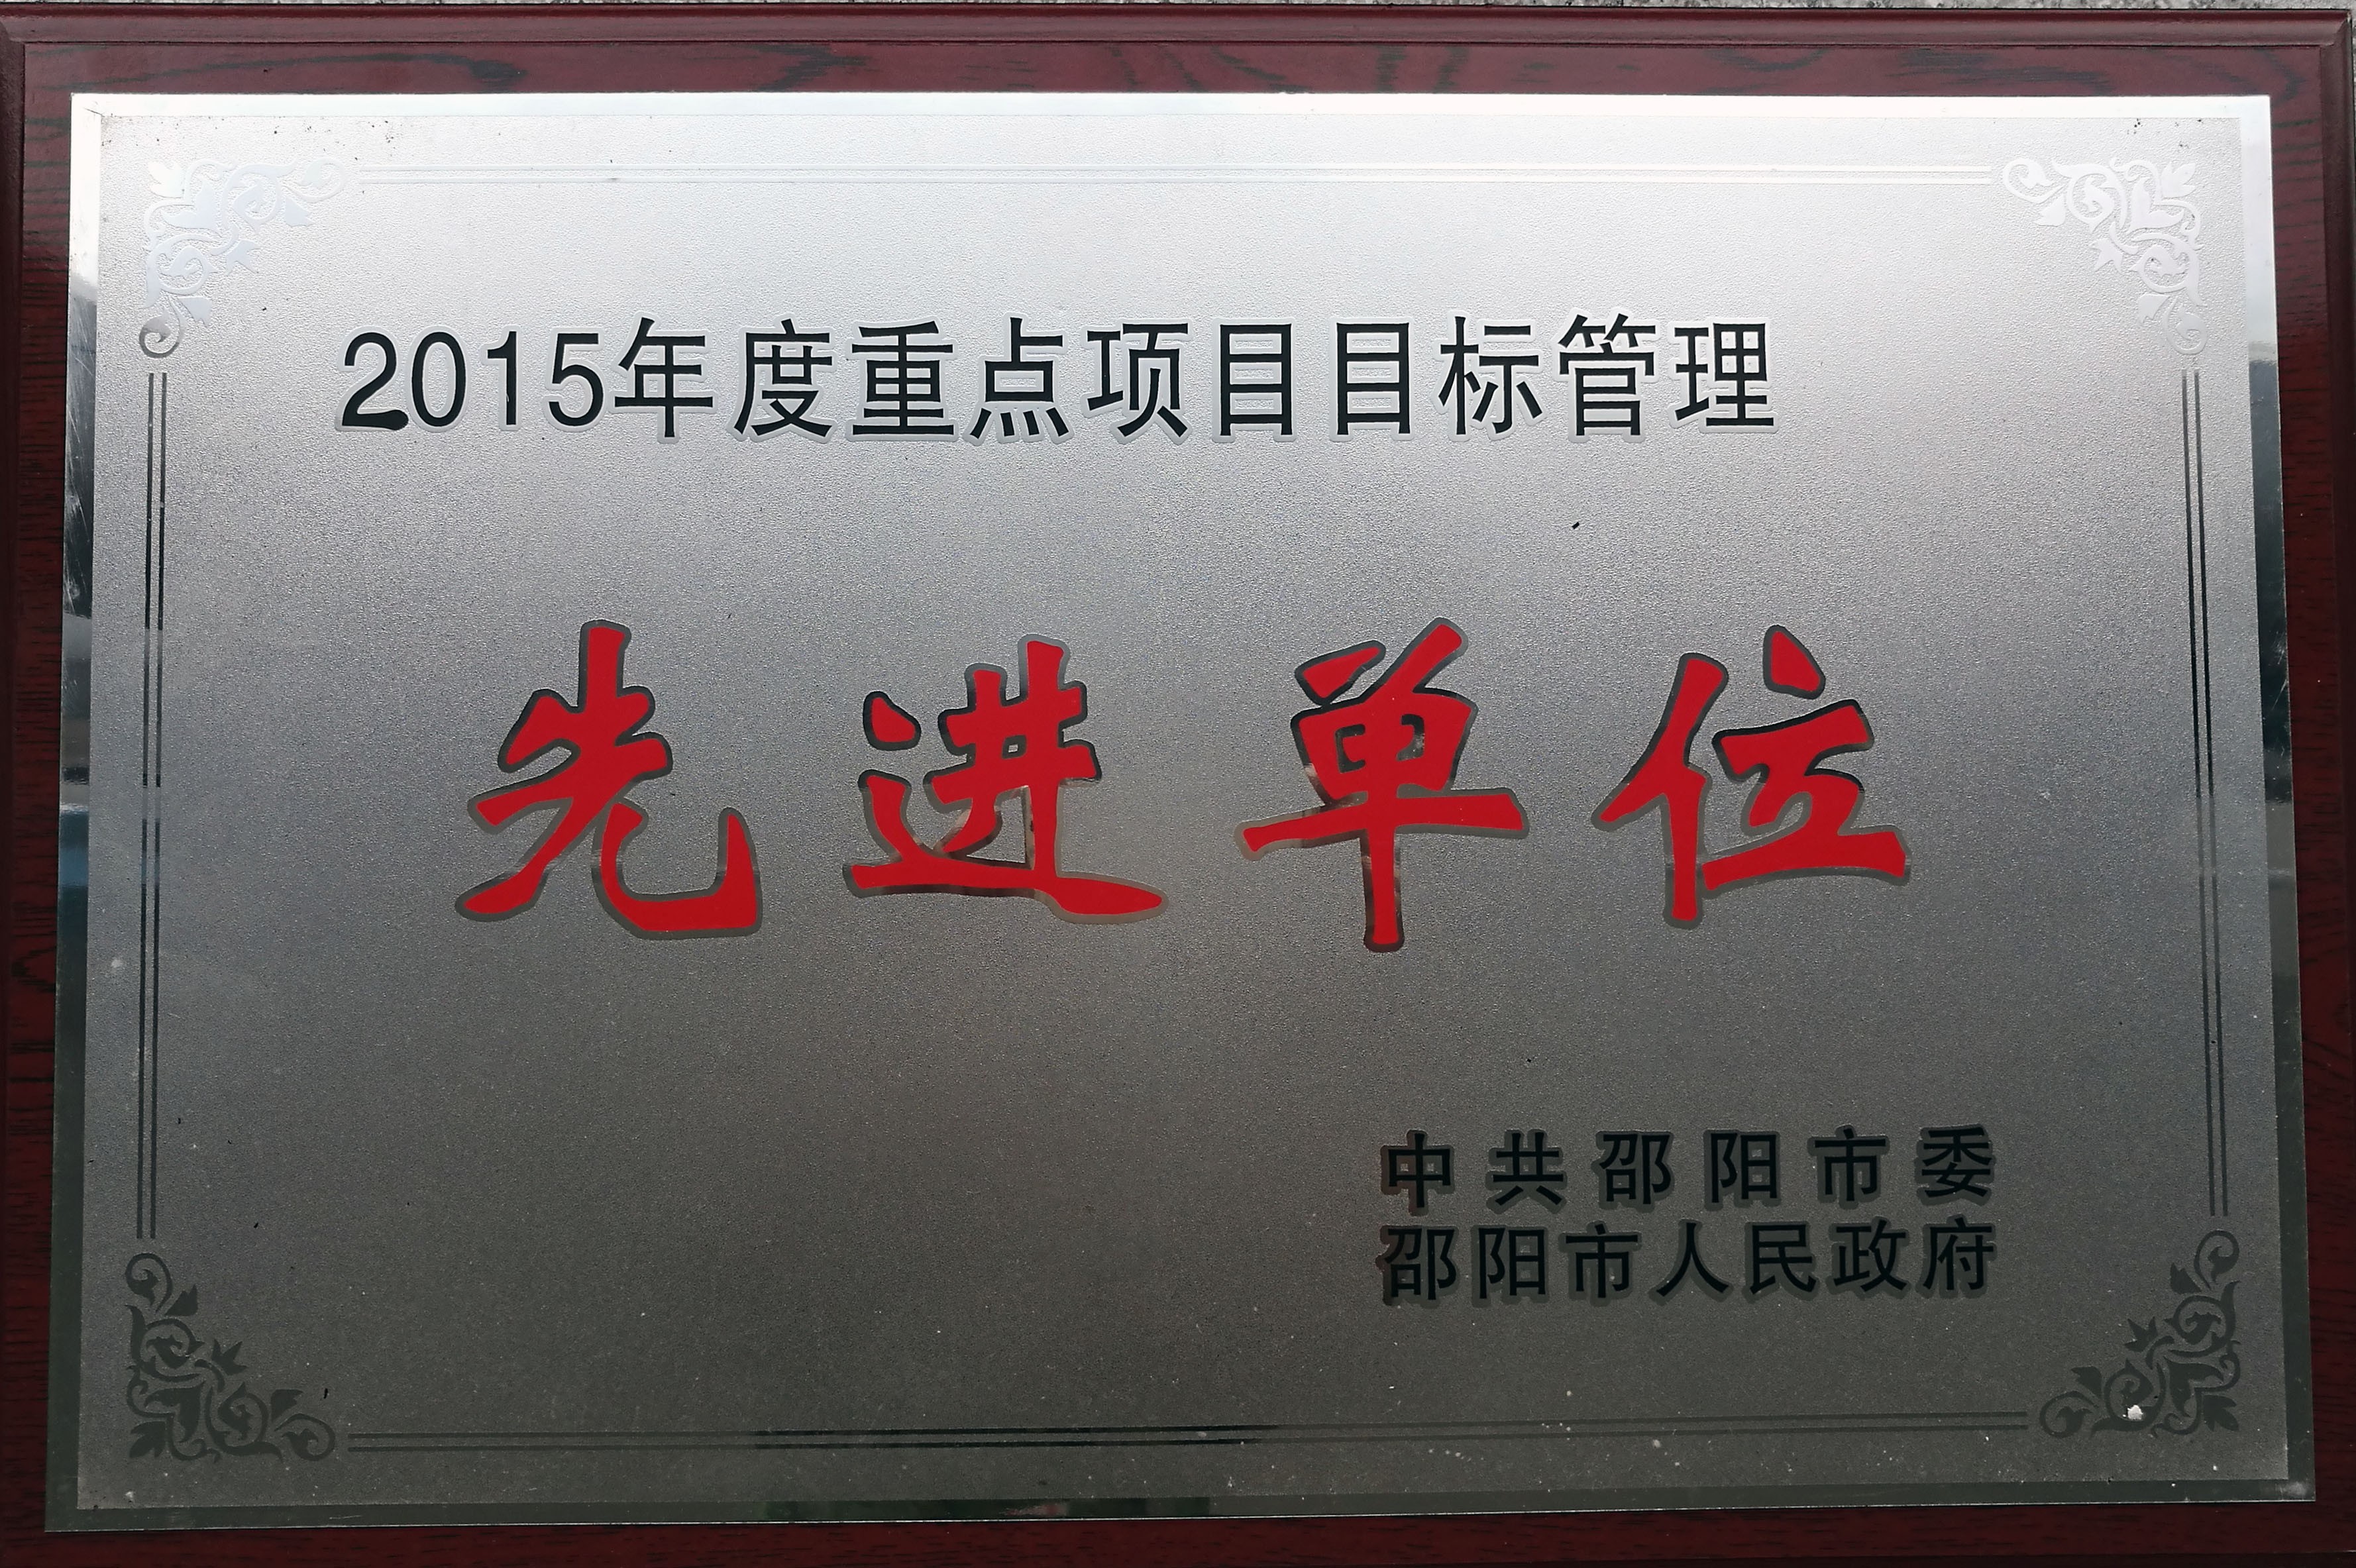 2015年度重点项目目标管理
先进单位
中共邵阳市委
邵阳市人民政府